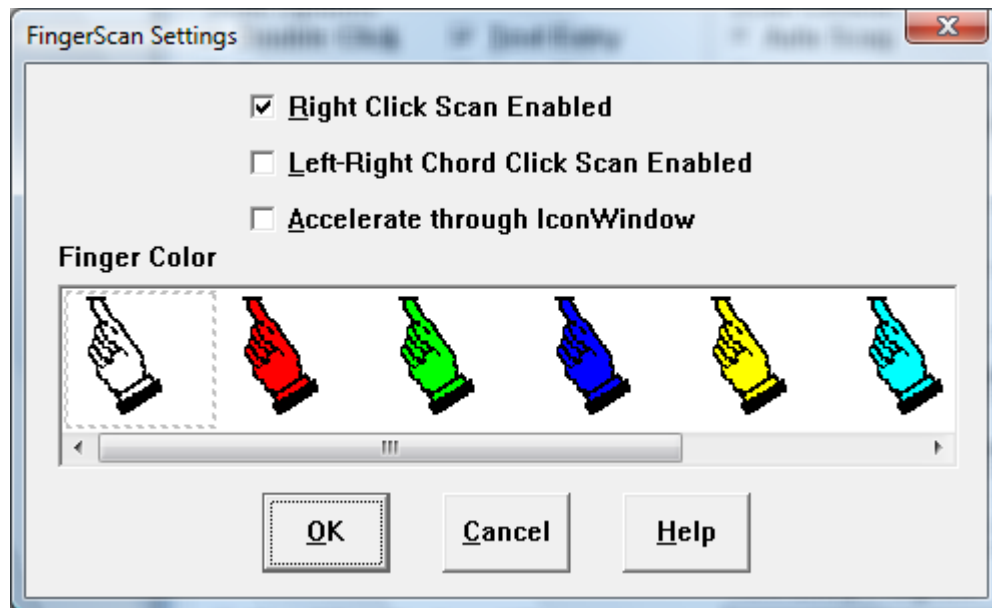 FingerScan Settings
Right Click Scan Enabled
Left-Right Chord Click Scan Enabled
Accelerate through IconWindow
Finger Color
OK
Cancel
Help